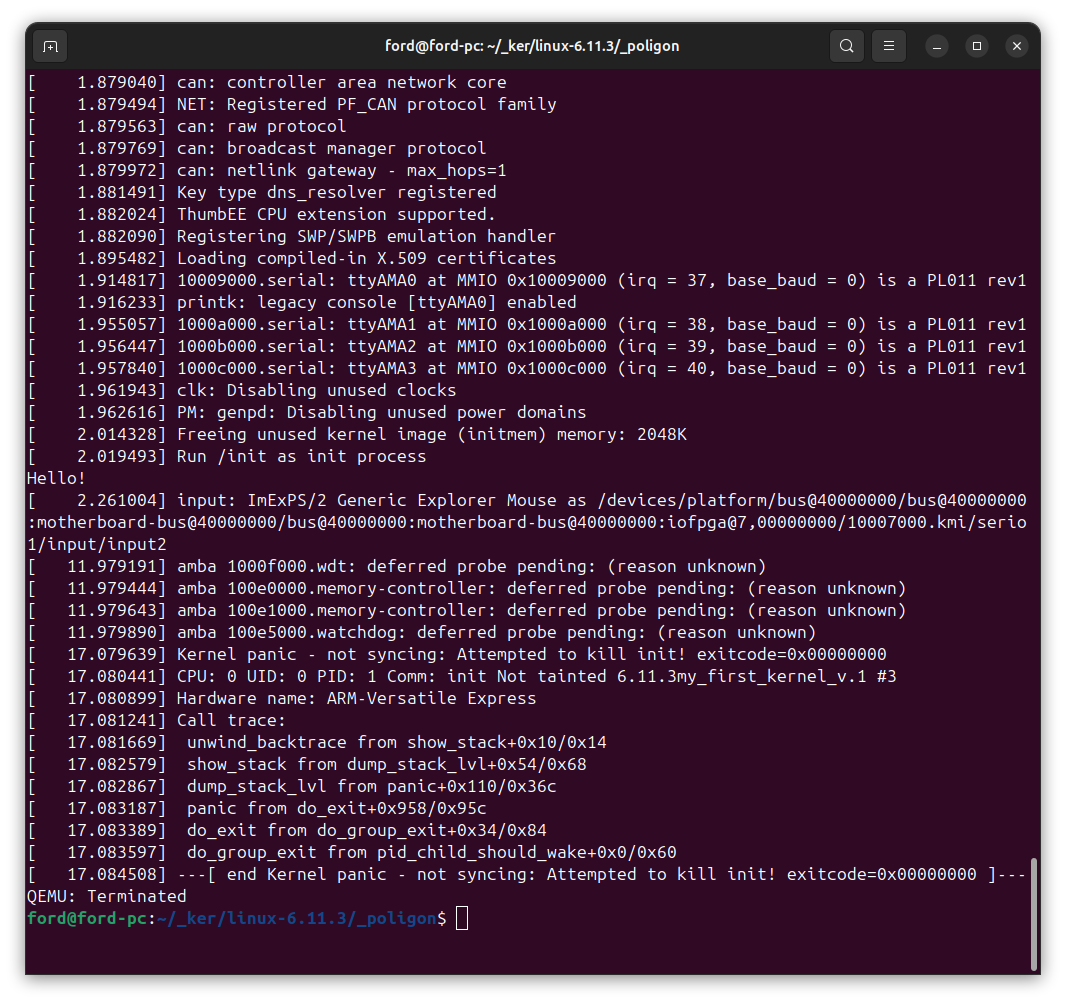 ford@ford-pc: ~/_ker/linux-6.11.3/_poligon
[    1.879040] can: controller area network core
[    1.879494] NET: Registered PF_CAN protocol family
[    1.879563] can: raw protocol
[    1.879769] can: broadcast manager protocol
[    1.879972] can: netlink gateway - max_hops=1
[    1.881491] Key type dns_resolver registered
[    1.882024] ThumbEE CPU extension supported.
[    1.882090] Registering SWP/SWPB emulation handler
[    1.895482] Loading compiled-in X.509 certificates
[    1.914817] 10009000.serial: ttyAMA0 at MMIO 0x10009000 (irq = 37, base_baud = 0) is a PL011 rev1
[    1.916233] printk: legacy console [ttyAMA0] enabled
[    1.955057] 1000a000.serial: ttyAMA1 at MMIO 0x1000a000 (irq = 38, base_baud = 0) is a PL011 rev1
[    1.956447] 1000b000.serial: ttyAMA2 at MMIO 0x1000b000 (irq = 39, base_baud = 0) is a PL011 rev1
[    1.957840] 1000c000.serial: ttyAMA3 at MMIO 0x1000c000 (irq = 40, base_baud = 0) is a PL011 rev1
[    1.961943] clk: Disabling unused clocks
[    1.962616] PM: genpd: Disabling unused power domains
[    2.014328] Freeing unused kernel image (initmem) memory: 2048K
[    2.019493] Run /init as init process
Hello!
[    2.261004] input: ImExPS/2 Generic Explorer Mouse as /devices/platform/bus@40000000/bus@40000000
:motherboard-bus@40000000/bus@40000000:motherboard-bus@40000000:iofpga@7,00000000/10007000.kmi/serio
1/input/input2
[   11.979191] amba 1000f000.wdt: deferred probe pending: (reason unknown)
[   11.979444] amba 100e0000.memory-controller: deferred probe pending: (reason unknown)
[   11.979643] amba 100e1000.memory-controller: deferred probe pending: (reason unknown)
[   11.979890] amba 100e5000.watchdog: deferred probe pending: (reason unknown)
[   17.079639] Kernel panic - not syncing: Attempted to kill init! exitcode=0x00000000
[   17.080441] CPU: 0 UID: 0 PID: 1 Comm: init Not tainted 6.11.3my_first_kernel_v.1 #3
[   17.080899] Hardware name: ARM-Versatile Express
[   17.081241] Call trace:
[   17.081669]  unwind_backtrace from show_stack+0x10/0x14
[   17.082579]  show_stack from dump_stack_lvl+0x54/0x68
[   17.082867]  dump_stack_lvl from panic+0x110/0x36c
[   17.083187]  panic from do_exit+0x958/0x95c
[   17.083389]  do_exit from do_group_exit+0x34/0x84
[   17.083597]  do_group_exit from pid_child_should_wake+0x0/0x60
[   17.084508] ---[ end Kernel panic - not syncing: Attempted to kill init! exitcode=0x00000000 ]---
QEMU: Terminated
ford@ford-pc:~/_ker/linux-6.11.3/_poligon$